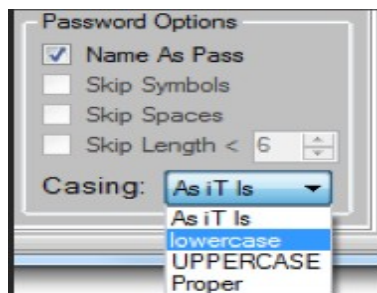 Password Options
Name As Pass
Skip Symbols
Skip Spaces
Skip Length < 6
Casing: As iT Is
As iT Is
lowercase
UPPERCASE
Proper